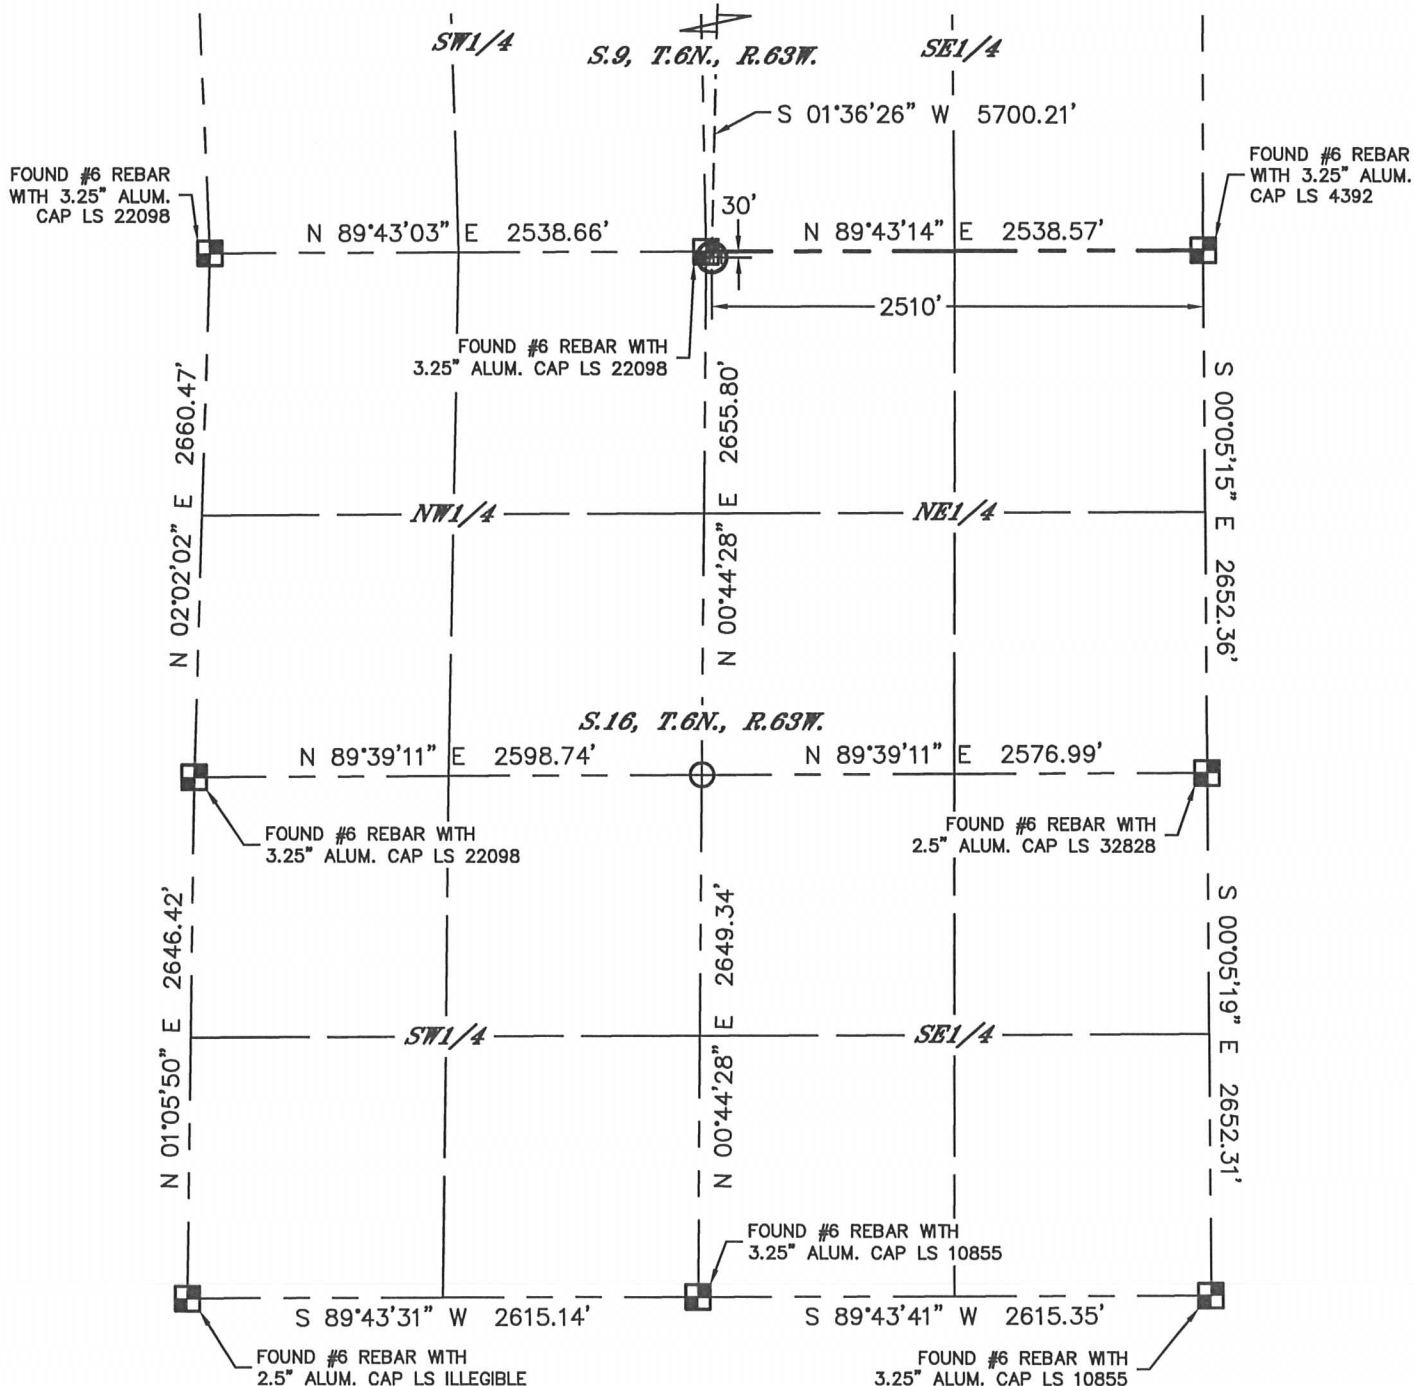 SW1/4
S.9, T.6N., R.63W.
SE1/4
S 01°36'26" W 5700.21'
FOUND #6 REBAR
WITH 3.25" ALUM.
CAP LS 22098
FOUND #6 REBAR
WITH 3.25" ALUM.
CAP LS 4392
30'
N 89°43'03" E 2538.66'
N 89°43'14" E 2538.57'
2510'
FOUND #6 REBAR WITH
3.25" ALUM. CAP LS 22098
N 02°02'02" E 2660.47'
N 00°44'28" E 2655.80'
S 00°05'15" E 2652.36'
NW1/4
NE1/4
S.16, T.6N., R.63W.
N 89°39'11" E 2598.74'
N 89°39'11" E 2576.99'
FOUND #6 REBAR WITH
3.25" ALUM. CAP LS 22098
FOUND #6 REBAR WITH
2.5" ALUM. CAP LS 32828
N 01°05'50" E 2646.42'
N 00°44'28" E 2649.34'
S 00°05'19" E 2652.31'
SW1/4
SE1/4
FOUND #6 REBAR WITH
3.25" ALUM. CAP LS 10855
S 89°43'31" W 2615.14'
S 89°43'41" W 2615.35'
FOUND #6 REBAR WITH
2.5" ALUM. CAP LS ILLEGIBLE
FOUND #6 REBAR WITH
3.25" ALUM. CAP LS 10855